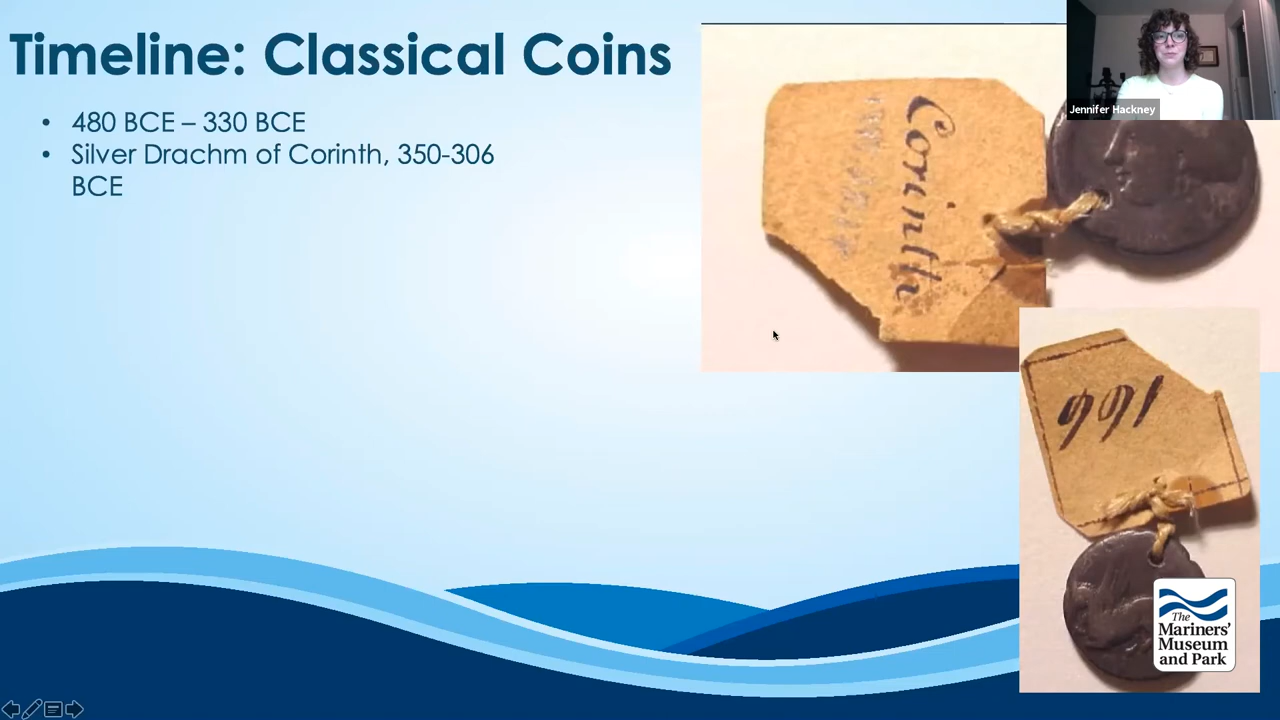 Timeline: Classical Coins
• 480 BCE – 330 BCE
• Silver Drachm of Corinth, 350-306
BCE
Corinth
Jennifer Hackney
166
The
Mariners'
Museum
and Park